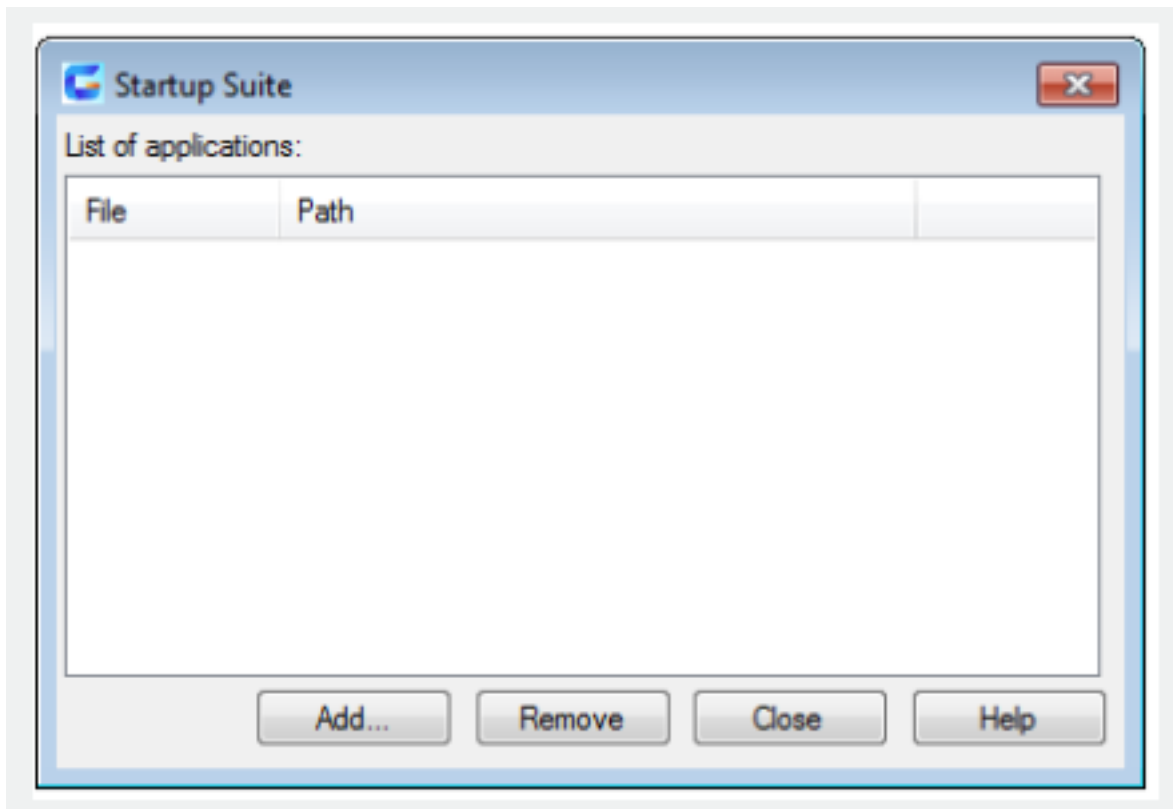 Startup Suite
List of applications:
File Path
Add... Remove Close Help